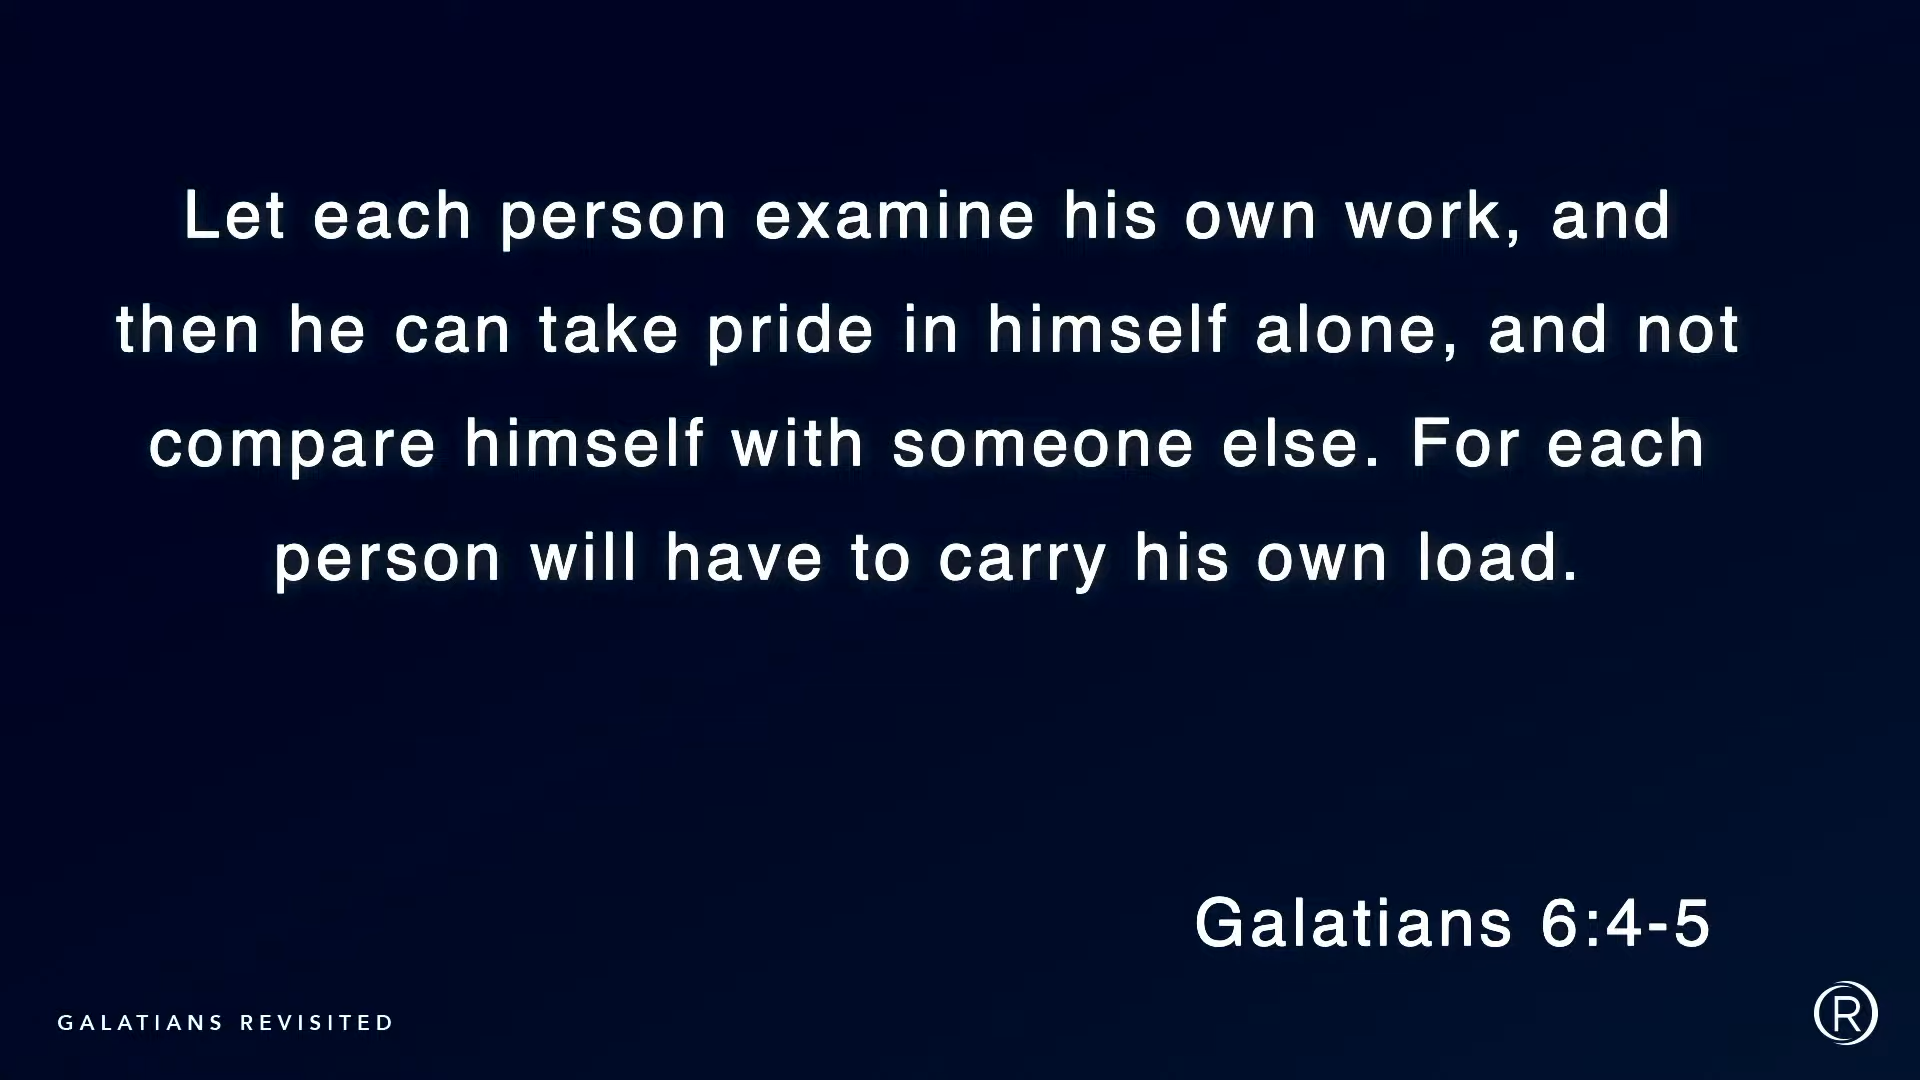 Let each person examine his own work, and
then he can take pride in himself alone, and not
compare himself with someone else. For each
person will have to carry his own load.
Galatians 6:4-5
GALATIANS REVISITED
R